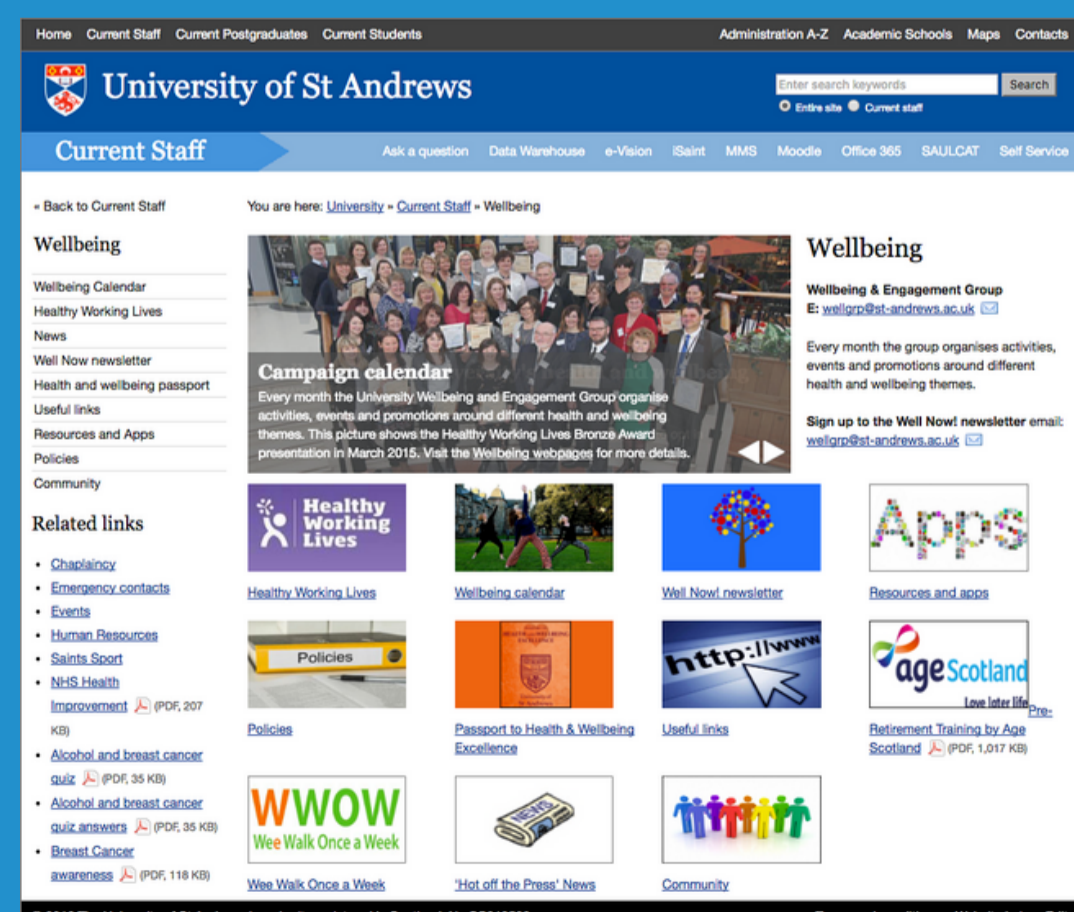 Home Current Staff Current Postgraduates Current Students Administration A-Z Academic Schools Maps Contacts
University of St Andrews
Enter search keywords Search
Entire site Current staff
Current Staff Ask a question Data Warehouse e-Vision iSaint MMS Moodle Office 365 SAULCAT Self Service
« Back to Current Staff
You are here: University » Current Staff » Wellbeing
Wellbeing
Wellbeing Calendar
Healthy Working Lives
News
Well Now newsletter
Health and wellbeing passport
Useful links
Resources and Apps
Policies
Community
Related links
• Chaplaincy
• Emergency contacts
• Events
• Human Resources
• Saints Sport
• NHS Health
Improvement (PDF, 207
KB)
• Alcohol and breast cancer
quiz (PDF, 35 KB)
• Alcohol and breast cancer
quiz answers (PDF, 35 KB)
• Breast Cancer
awareness (PDF, 118 KB)
Campaign calendar
Every month the University Wellbeing and Engagement Group organise
activities, events and promotions around different health and wellbeing
themes. This picture shows the Healthy Working Lives Bronze Award
presentation in March 2015. Visit the Wellbeing webpages for more details.
Wellbeing
Wellbeing & Engagement Group
E: wellgrp@st-andrews.ac.uk
Every month the group organises activities,
events and promotions around different
health and wellbeing themes.
Sign up to the Well Now! newsletter email:
wellgrp@st-andrews.ac.uk
Healthy
Working
Lives
Apps
Healthy Working Lives
Wellbeing calendar
Well Now! newsletter
Resources and apps
Policies
HEALTH and WELLBEING
EXCELLENCE
http://www
age Scotland
Love later life
Policies
Passport to Health & Wellbeing
Excellence
Useful links
Pre-
Retirement Training by Age
Scotland (PDF, 1,017 KB)
WWOW
Wee Walk Once a Week
NEWS
Wee Walk Once a Week
'Hot off the Press' News
Community